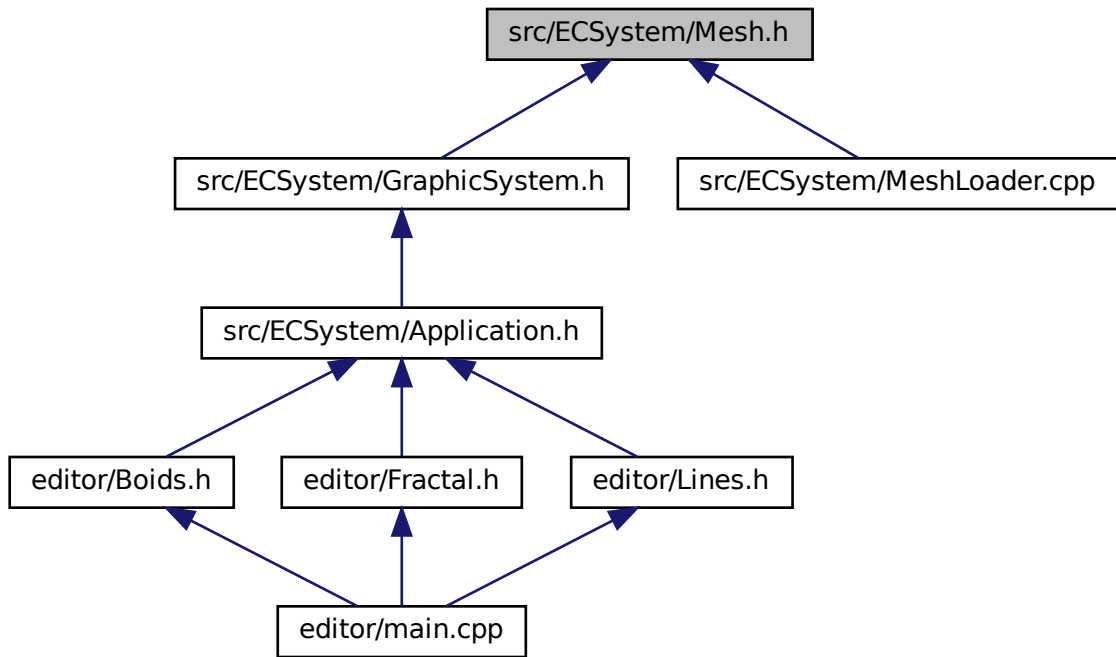 src/ECSystem/Mesh.h
src/ECSystem/GraphicSystem.h
src/ECSystem/MeshLoader.cpp
src/ECSystem/Application.h
editor/Boids.h
editor/Fractal.h
editor/Lines.h
editor/main.cpp